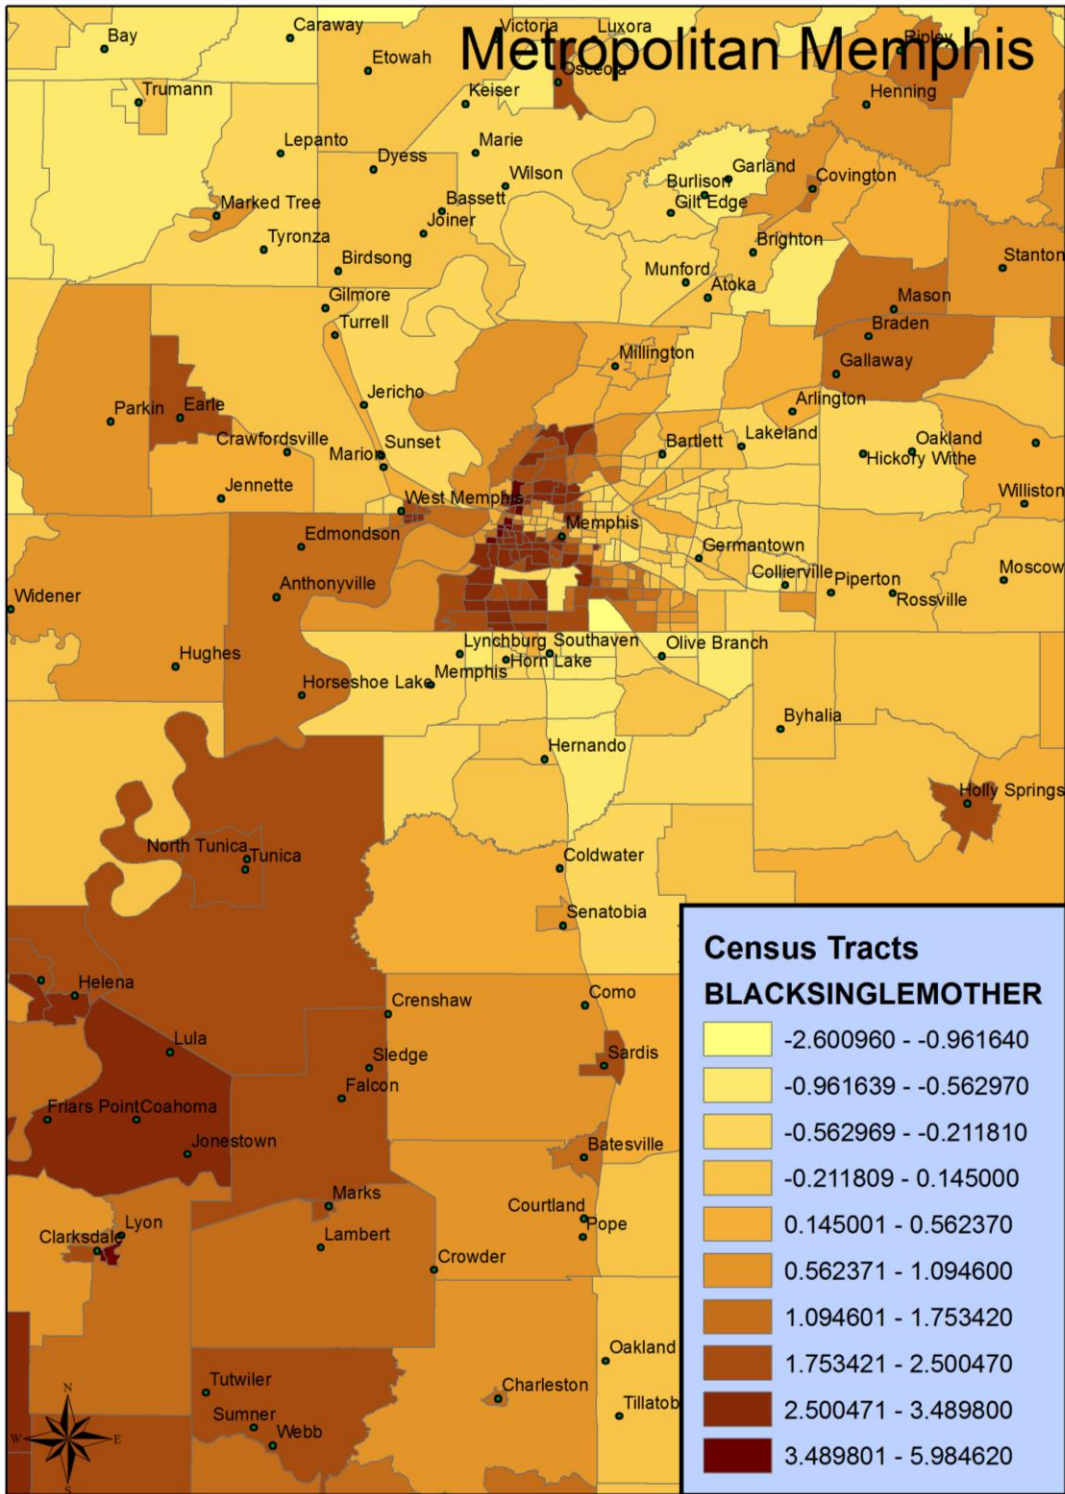 Metropolitan Memphis
Bay
Caraway
Victoria
Luxora
Etowah
Osceola
Ripley
Trumann
Keiser
Henning
Lepanto
Marie
Dyess
Wilson
Garland
Burlison
Covington
Bassett
Gilt Edge
Marked Tree
Joiner
Tyronza
Brighton
Birdsong
Munford
Atoka
Stanton
Gilmore
Mason
Turrell
Braden
Millington
Gallaway
Jericho
Parkin
Earle
Arlington
Crawfordsville
Sunset
Bartlett
Lakeland
Oakland
Marion
Hickory Withe
Jennette
West Memphis
Williston
Edmondson
Memphis
Germantown
Anthonyville
Collierville
Piperton
Moscow
Widener
Rossville
Hughes
Lynchburg
Southaven
Olive Branch
Horn Lake
Horseshoe Lake
Memphis
Byhalia
Hernando
Holly Springs
North Tunica
Tunica
Coldwater
Senatobia
Helena
Crenshaw
Como
Lula
Sledge
Sardis
Falcon
Friars Point
Coahoma
Jonestown
Batesville
Marks
Courtland
Lyon
Pope
Clarksdale
Lambert
Crowder
Oakland
Tutwiler
Charleston
Tillatob
Sumner
Webb
N
W
E
S
Census Tracts
BLACKSINGLEMOTHER
-2.600960 - -0.961640
-0.961639 - -0.562970
-0.562969 - -0.211810
-0.211809 - 0.145000
0.145001 - 0.562370
0.562371 - 1.094600
1.094601 - 1.753420
1.753421 - 2.500470
2.500471 - 3.489800
3.489801 - 5.984620